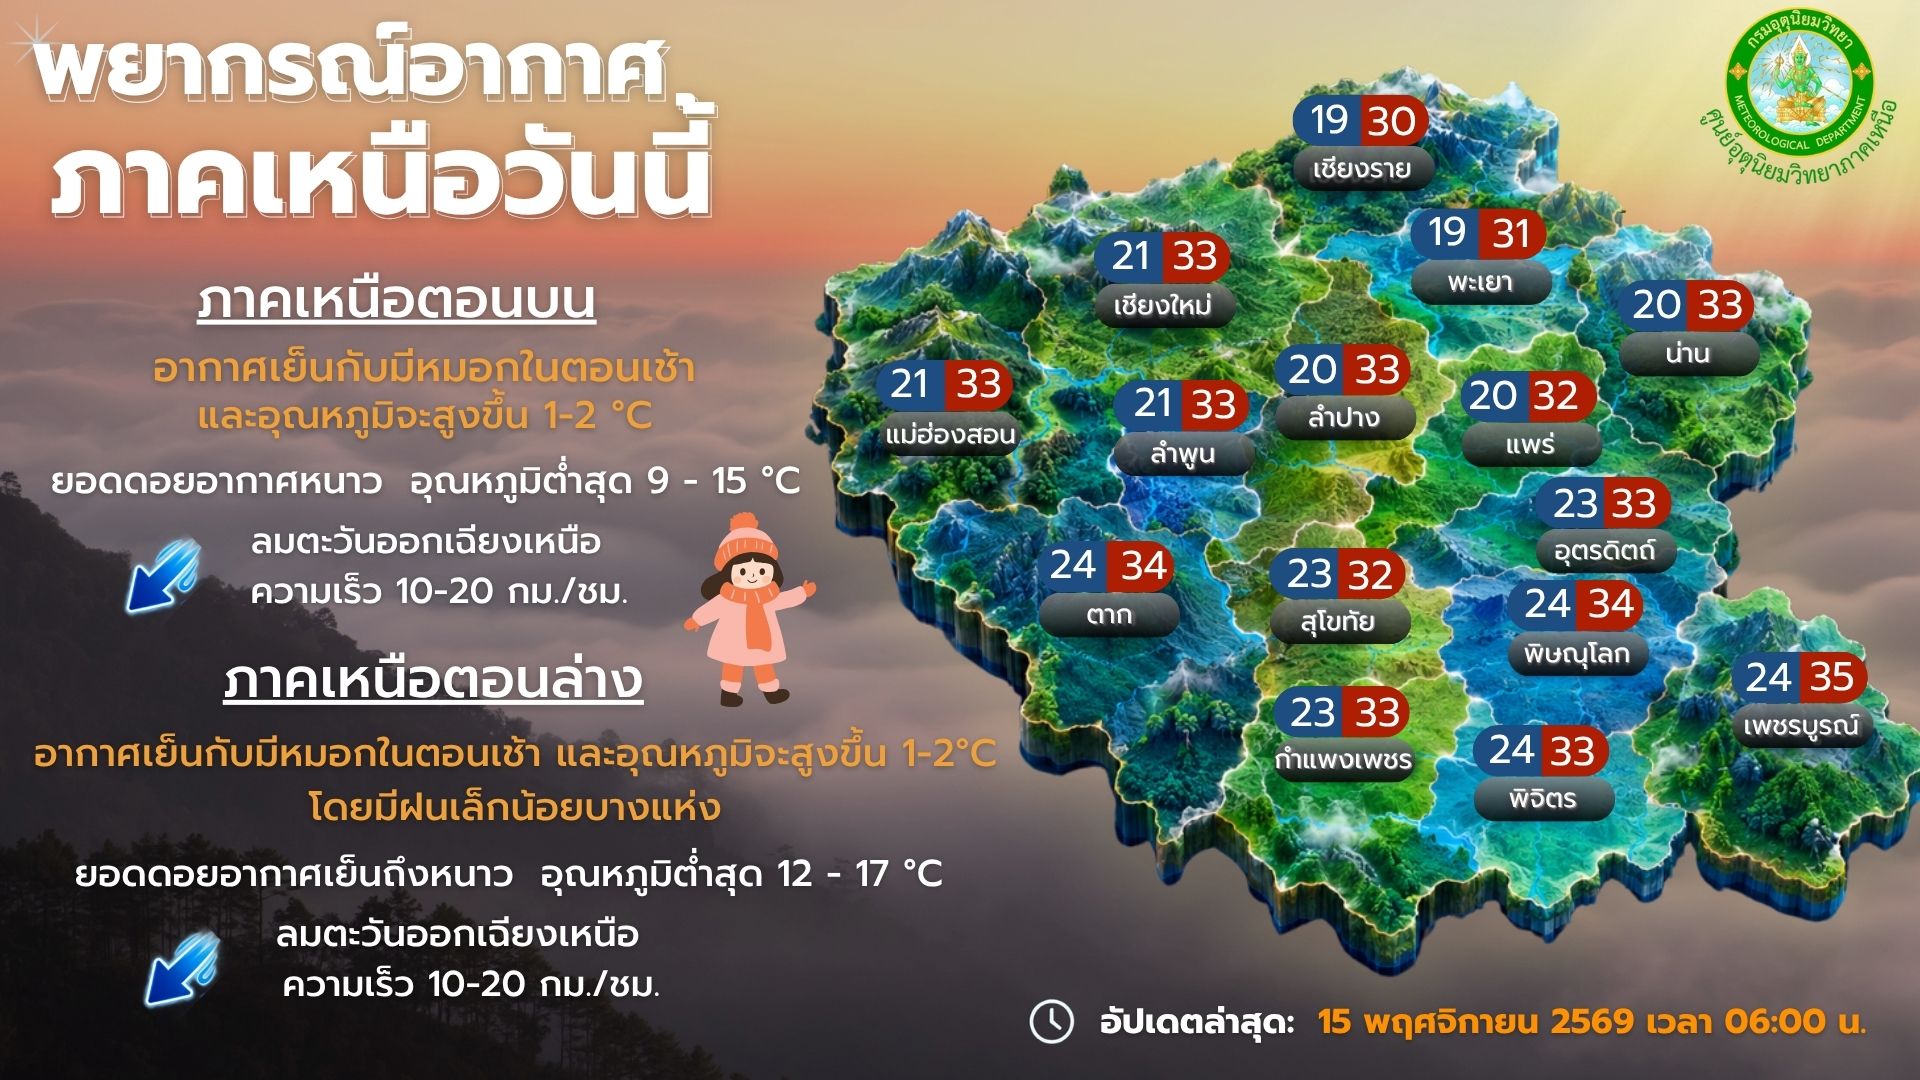 พยากรณ์อากาศ
ภาคเหนือวันนี้
ภาคเหนือตอนบน
อากาศเย็นกับมีหมอกในตอนเช้า
และอุณหภูมิจะสูงขึ้น 1-2 °C
ยอดดอยอากาศหนาว อุณหภูมิต่ำสุด 9 - 15 °C
ลมตะวันออกเฉียงเหนือ
ความเร็ว 10-20 กม./ชม.
ภาคเหนือตอนล่าง
อากาศเย็นกับมีหมอกในตอนเช้า และอุณหภูมิจะสูงขึ้น 1-2°C
โดยมีฝนเล็กน้อยบางแห่ง
ยอดดอยอากาศเย็นถึงหนาว อุณหภูมิต่ำสุด 12 - 17 °C
ลมตะวันออกเฉียงเหนือ
ความเร็ว 10-20 กม./ชม.
กรมอุตุนิยมวิทยา
METEOROLOGICAL DEPARTMENT
ศูนย์อุตุนิยมวิทยาภาคเหนือ
19 30
เชียงราย
19 31
พะเยา
21 33
เชียงใหม่
20 33
น่าน
21 33
แม่ฮ่องสอน
21 33
ลำพูน
20 33
ลำปาง
20 32
แพร่
23 33
อุตรดิตถ์
24 34
ตาก
23 32
สุโขทัย
24 34
พิษณุโลก
24 35
เพชรบูรณ์
23 33
กำแพงเพชร
24 33
พิจิตร
อัปเดตล่าสุด: 15 พฤศจิกายน 2569 เวลา 06:00 น.